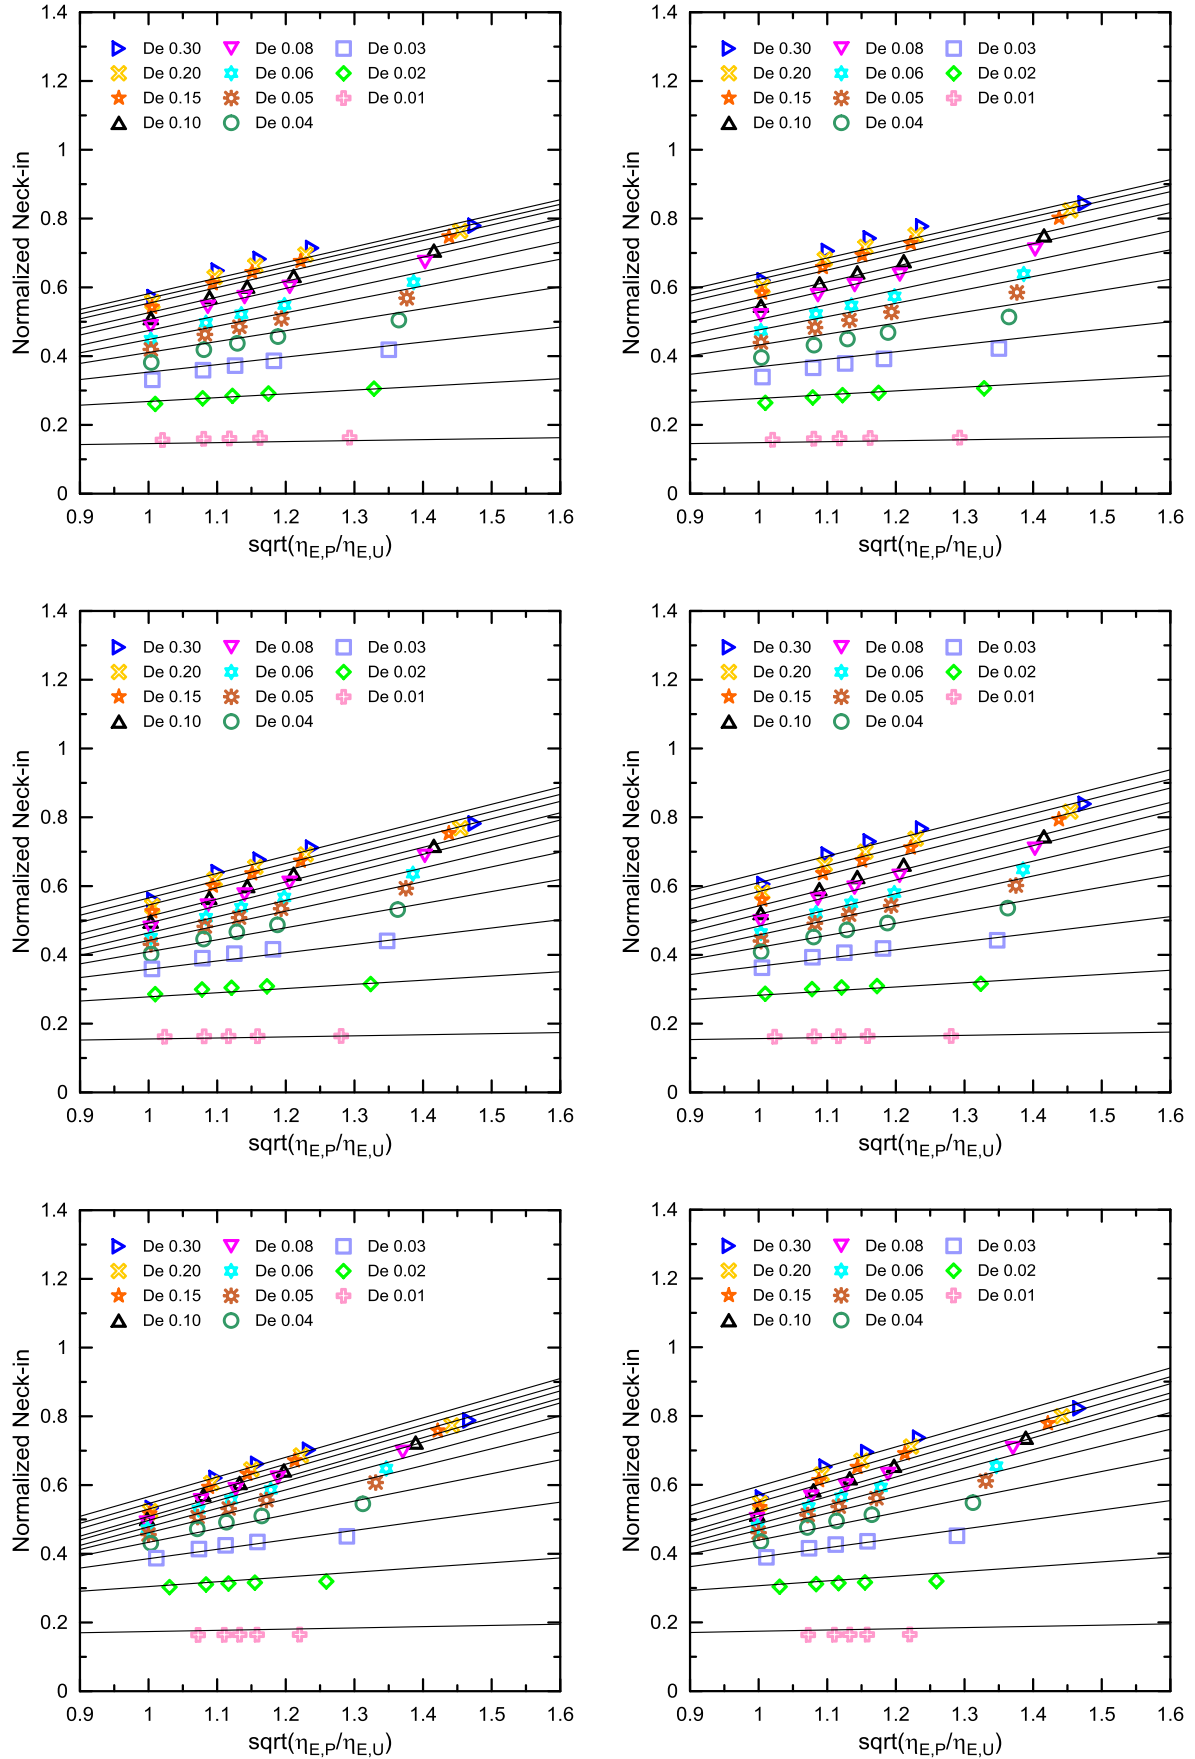 1.4
De 0.30 De 0.08 De 0.03
1.2
De 0.20 De 0.06 De 0.02
De 0.15 De 0.05 De 0.01
De 0.10 De 0.04
1
0.8
0.6
0.4
0.2
0
Normalized Neck-in
0.9 1 1.1 1.2 1.3 1.4 1.5 1.6
sqrt(ηE,P/ηE,U)
1.4
De 0.30 De 0.08 De 0.03
1.2
De 0.20 De 0.06 De 0.02
De 0.15 De 0.05 De 0.01
De 0.10 De 0.04
1
0.8
0.6
0.4
0.2
0
Normalized Neck-in
0.9 1 1.1 1.2 1.3 1.4 1.5 1.6
sqrt(ηE,P/ηE,U)
1.4
De 0.30 De 0.08 De 0.03
1.2
De 0.20 De 0.06 De 0.02
De 0.15 De 0.05 De 0.01
De 0.10 De 0.04
1
0.8
0.6
0.4
0.2
0
Normalized Neck-in
0.9 1 1.1 1.2 1.3 1.4 1.5 1.6
sqrt(ηE,P/ηE,U)
1.4
De 0.30 De 0.08 De 0.03
1.2
De 0.20 De 0.06 De 0.02
De 0.15 De 0.05 De 0.01
De 0.10 De 0.04
1
0.8
0.6
0.4
0.2
0
Normalized Neck-in
0.9 1 1.1 1.2 1.3 1.4 1.5 1.6
sqrt(ηE,P/ηE,U)
1.4
De 0.30 De 0.08 De 0.03
1.2
De 0.20 De 0.06 De 0.02
De 0.15 De 0.05 De 0.01
De 0.10 De 0.04
1
0.8
0.6
0.4
0.2
0
Normalized Neck-in
0.9 1 1.1 1.2 1.3 1.4 1.5 1.6
sqrt(ηE,P/ηE,U)
1.4
De 0.30 De 0.08 De 0.03
1.2
De 0.20 De 0.06 De 0.02
De 0.15 De 0.05 De 0.01
De 0.10 De 0.04
1
0.8
0.6
0.4
0.2
0
Normalized Neck-in
0.9 1 1.1 1.2 1.3 1.4 1.5 1.6
sqrt(ηE,P/ηE,U)